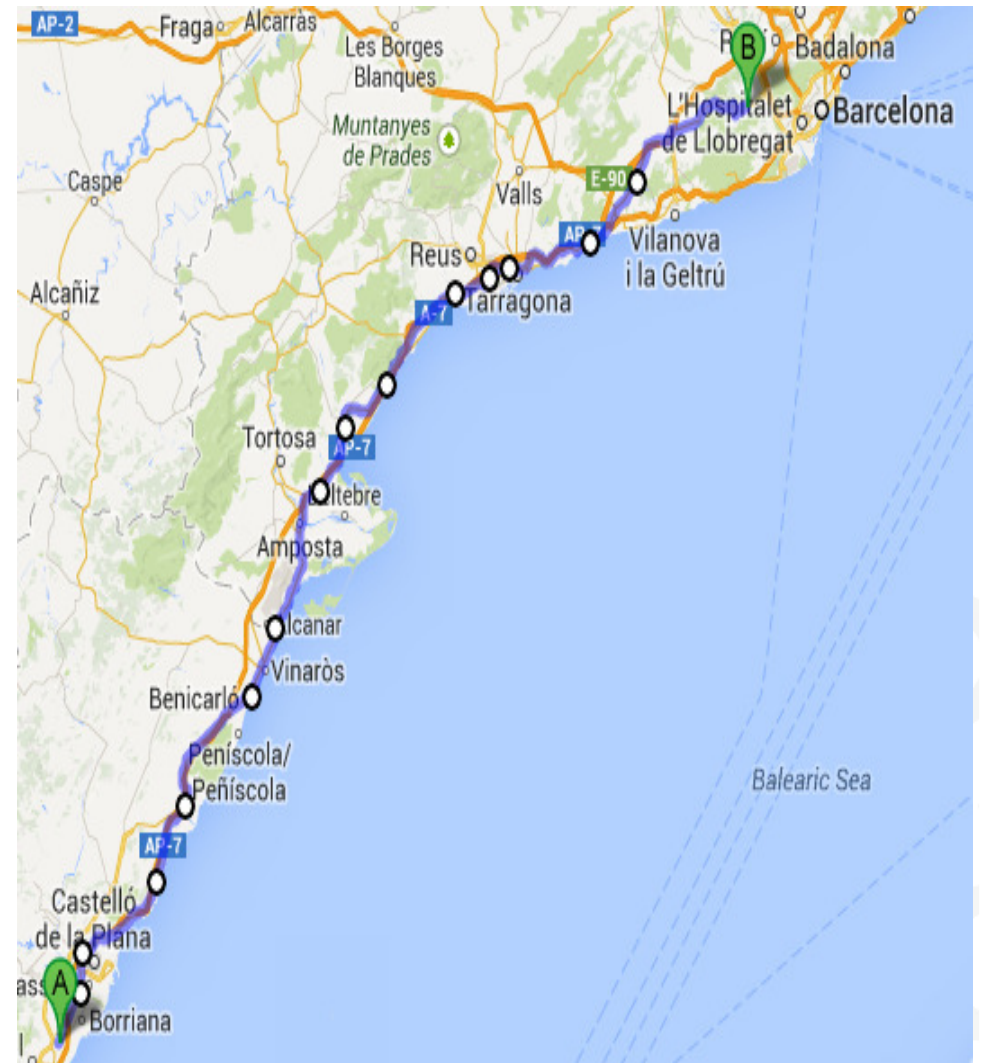 AP-2
Fraga
Alcarràs
Les Borges
Blanques
B
Badalona
L'Hospitalet
de Llobregat
Barcelona
Muntanyes
de Prades
Caspe
E-90
Valls
AP-7
Vilanova
i la Geltrú
Reus
Alcañiz
A-7
Tarragona
Tortosa
AP-7
Amposta
Vinaròs
Benicarló
Peníscola/
Peñíscola
Balearic Sea
AP-7
Castelló
de la Plana
A
Borriana